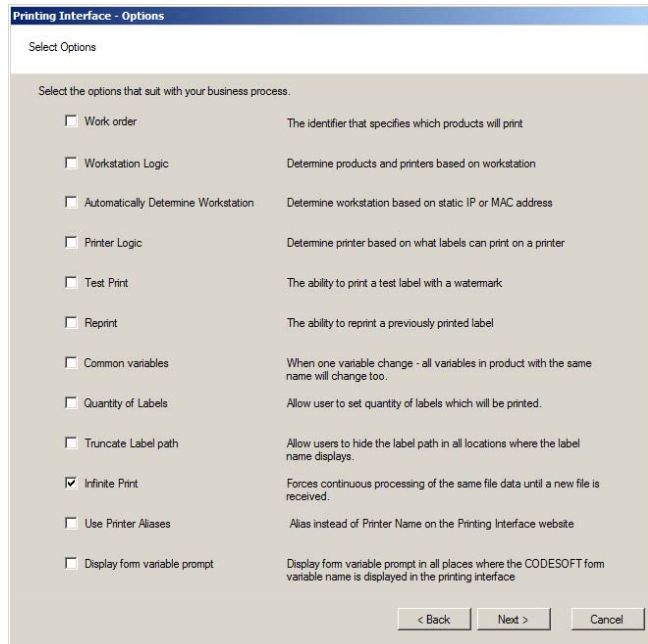 Printing Interface - Options
Select Options
Select the options that suit with your business process.
Work order The identifier that specifies which products will print
Workstation Logic Determine products and printers based on workstation
Automatically Determine Workstation Determine workstation based on static IP or MAC address
Printer Logic Determine printer based on what labels can print on a printer
Test Print The ability to print a test label with a watermark
Reprint The ability to reprint a previously printed label
Common variables When one variable change - all variables in product with the same
name will change too.
Quantity of Labels Allow user to set quantity of labels which will be printed.
Truncate Label path Allow users to hide the label path in all locations where the label
name displays.
Infinite Print Forces continuous processing of the same file data until a new file is
received.
Use Printer Aliases Alias instead of Printer Name on the Printing Interface website
Display form variable prompt Display form variable prompt in all places where the CODESOFT form
variable name is displayed in the printing interface
< Back Next > Cancel